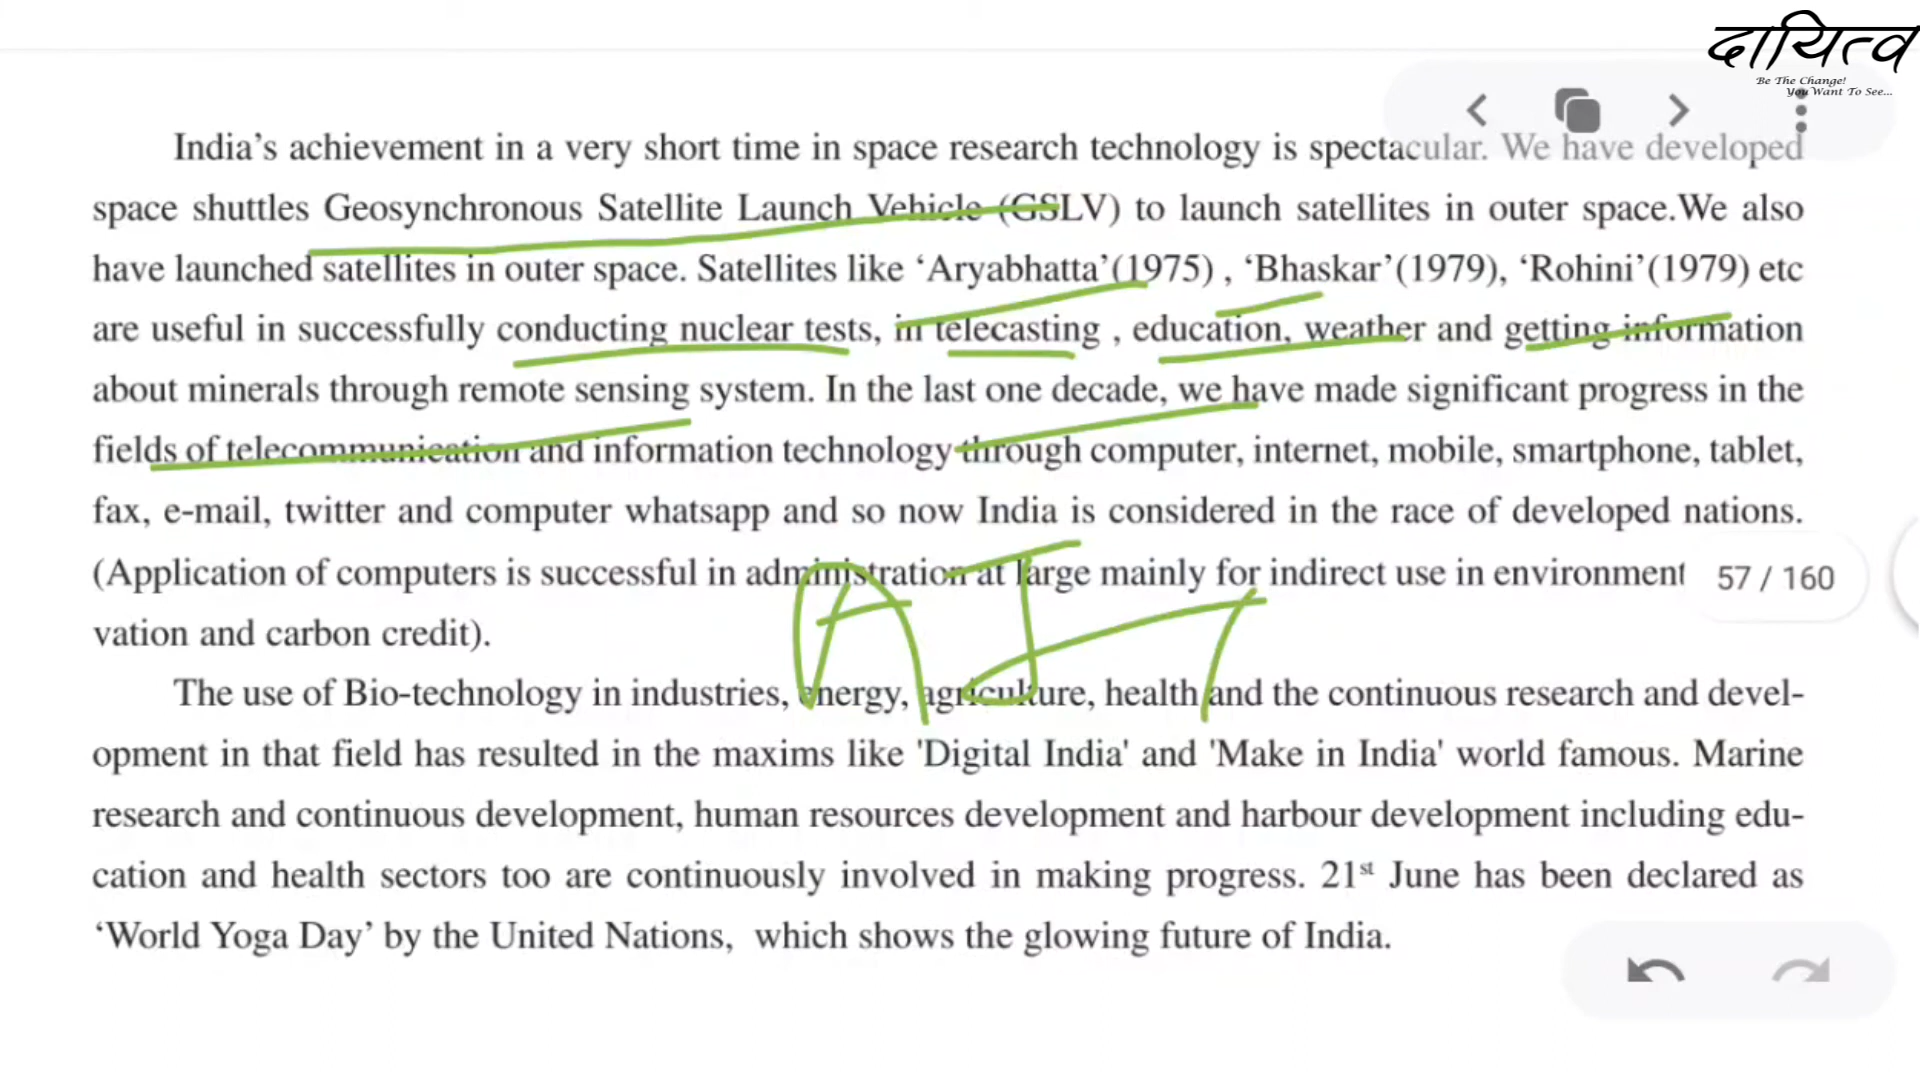 दायित्व
Be The Change!
You Want To See...
India’s achievement in a very short time in space research technology is spectacular. We have developed
space shuttles Geosynchronous Satellite Launch Vehicle (GSLV) to launch satellites in outer space.We also
have launched satellites in outer space. Satellites like ‘Aryabhatta’(1975) , ‘Bhaskar’(1979), ‘Rohini’(1979) etc
are useful in successfully conducting nuclear tests, in telecasting , education, weather and getting information
about minerals through remote sensing system. In the last one decade, we have made significant progress in the
fields of telecommunication and information technology through computer, internet, mobile, smartphone, tablet,
fax, e-mail, twitter and computer whatsapp and so now India is considered in the race of developed nations.
(Application of computers is successful in administration at large mainly for indirect use in environment
57 / 160
vation and carbon credit).
The use of Bio-technology in industries, energy, agriculture, health and the continuous research and devel-
opment in that field has resulted in the maxims like 'Digital India' and 'Make in India' world famous. Marine
research and continuous development, human resources development and harbour development including edu-
cation and health sectors too are continuously involved in making progress. 21st June has been declared as
‘World Yoga Day’ by the United Nations, which shows the glowing future of India.